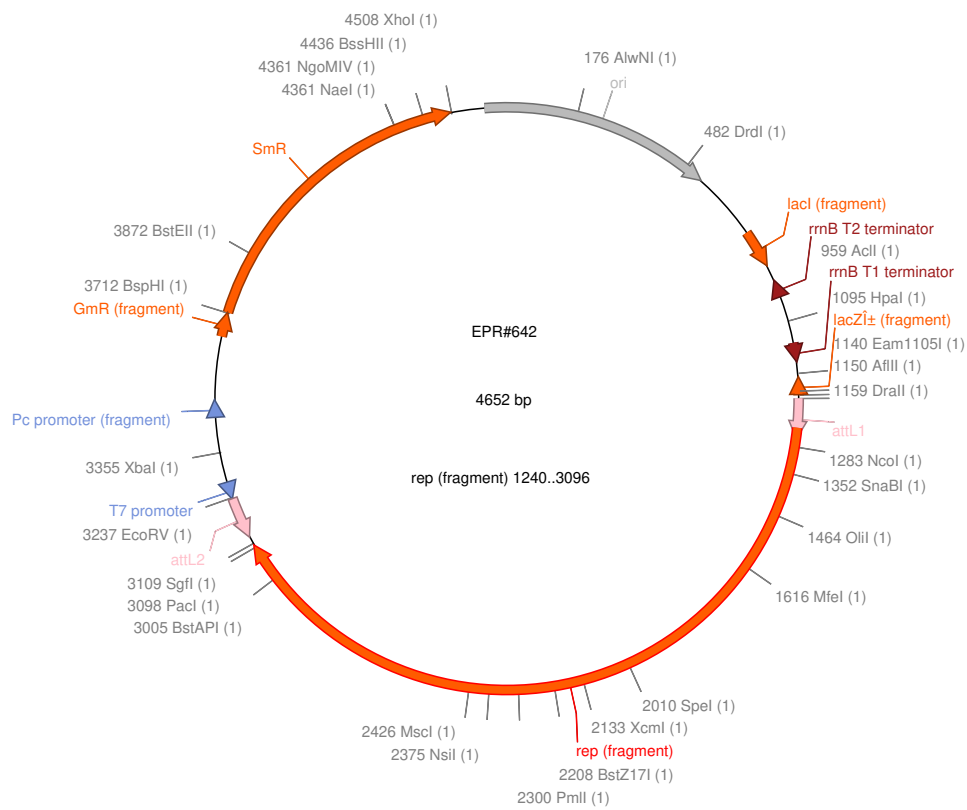 4508 XhoI (1)
4436 BssHII (1)
4361 NgoMIV (1)
4361 NaeI (1)
176 AlwNI (1)
ori
482 DrdI (1)
SmR
lacI (fragment)
rrnB T2 terminator
959 AclI (1)
rrnB T1 terminator
1095 HpaI (1)
lacZÎ± (fragment)
1140 Eam1105I (1)
1150 AflII (1)
1159 DraII (1)
attL1
1283 NcoI (1)
1352 SnaBI (1)
1464 OliI (1)
1616 MfeI (1)
3872 BstEII (1)
3712 BspHI (1)
GmR (fragment)
EPR#642
4652 bp
rep (fragment) 1240..3096
Pc promoter (fragment)
3355 XbaI (1)
T7 promoter
3237 EcoRV (1)
attL2
3109 SgfI (1)
3098 PacI (1)
3005 BstAPI (1)
2010 SpeI (1)
2133 XcmI (1)
rep (fragment)
2208 BstZ17I (1)
2300 PmlI (1)
2426 MscI (1)
2375 NsiI (1)